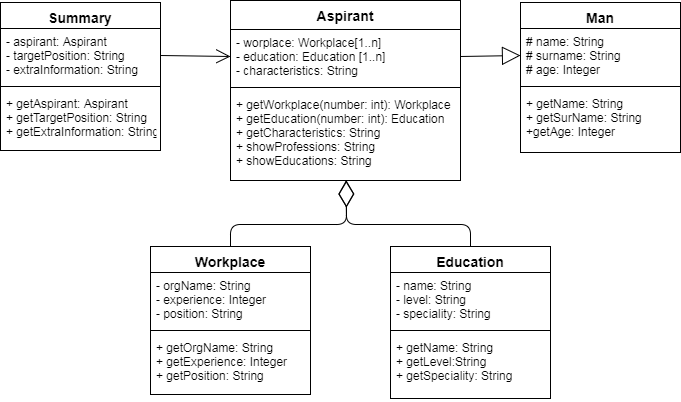 Summary
- aspirant: Aspirant
- targetPosition: String
- extraInformation: String
+ getAspirant: Aspirant
+ getTargetPosition: String
+ getExtraInformation: String
Aspirant
- worplace: Workplace[1..n]
- education: Education [1..n]
- characteristics: String
+ getWorkplace(number: int): Workplace
+ getEducation(number: int): Education
+ getCharacteristics: String
+ showProfessions: String
+ showEducations: String
Man
# name: String
# surname: String
# age: Integer
+ getName: String
+ getSurName: String
+getAge: Integer
Workplace
- orgName: String
- experience: Integer
- position: String
+ getOrgName: String
+ getExperience: Integer
+ getPosition: String
Education
- name: String
- level: String
- speciality: String
+ getName: String
+ getLevel:String
+ getSpeciality: String